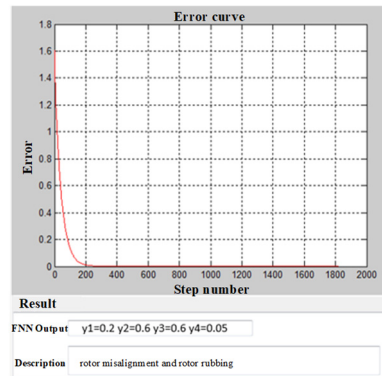 Error curve
1.8
1.6
1.4
1.2
1
0.8
0.6
0.4
0.2
0
Error
0 200 400 600 800 1000 1200 1400 1600 1800 2000
Step number
Result
FNN Output y1=0.2 y2=0.6 y3=0.6 y4=0.05
Description rotor misalignment and rotor rubbing